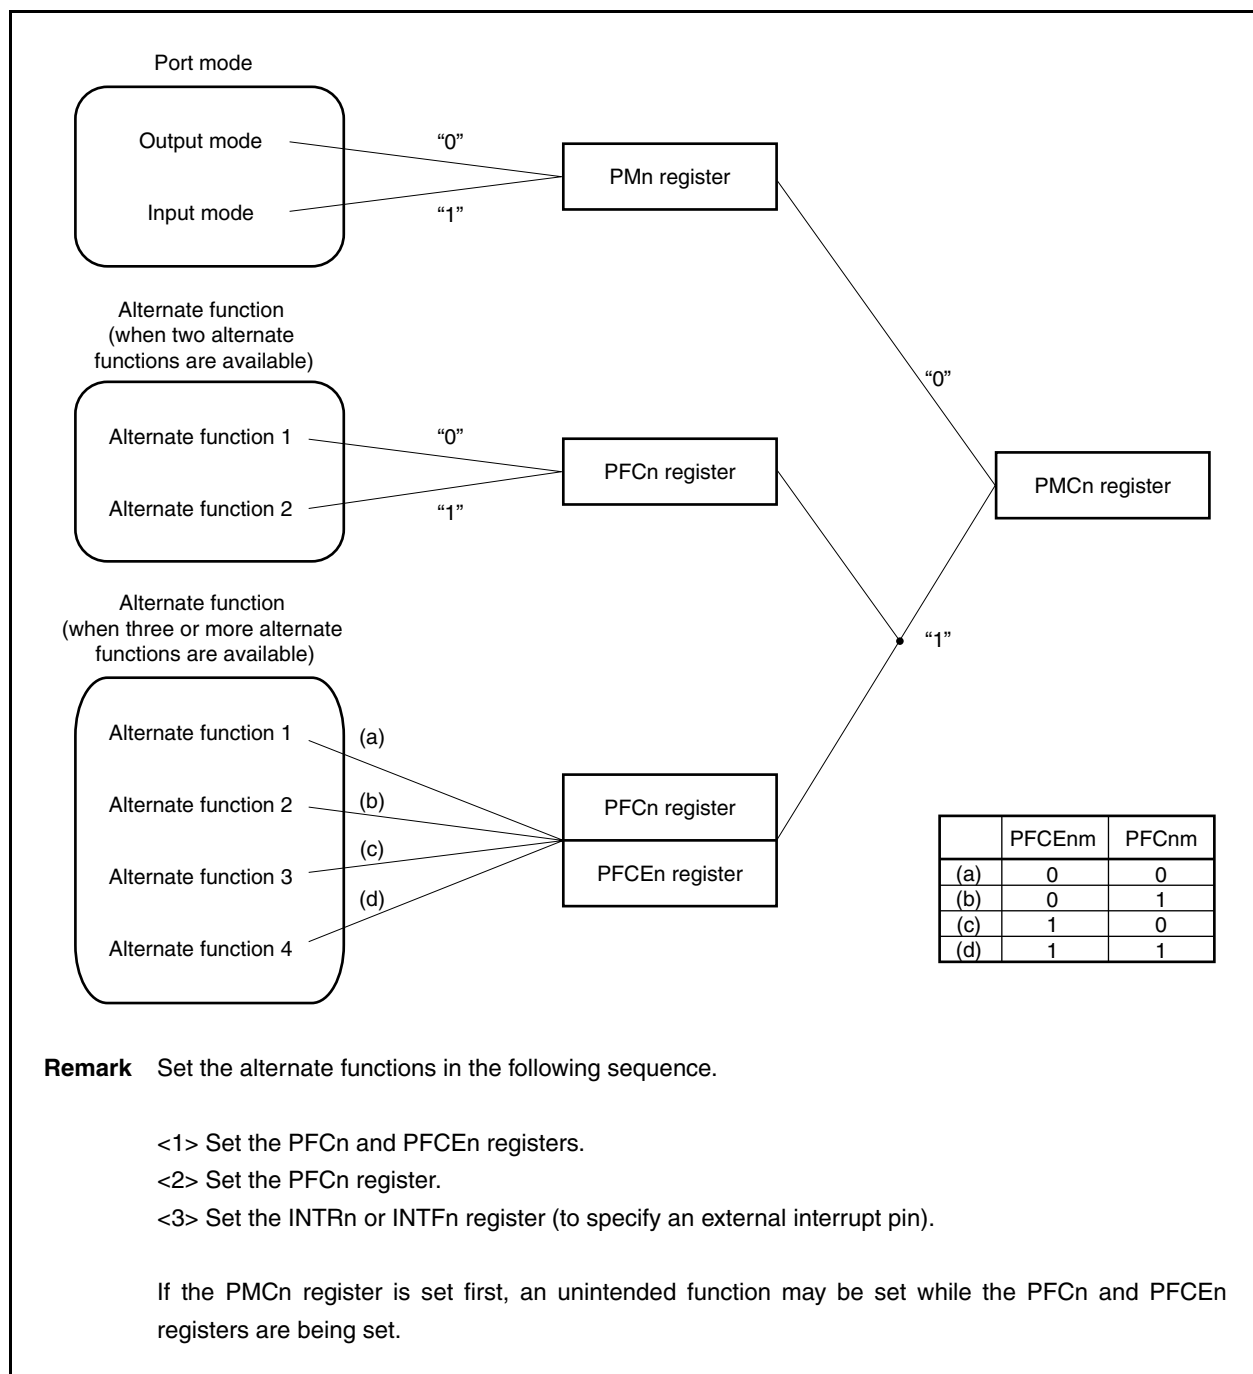 Port mode
Output mode
“0”
PMn register
Input mode
“1”
Alternate function
(when two alternate
functions are available)
“0”
Alternate function 1
“0”
PFCn register
PMCn register
Alternate function 2
“1”
Alternate function
(when three or more alternate
functions are available)
“1”
Alternate function 1
(a)
Alternate function 2
(b)
PFCn register
(c)
Alternate function 3
PFCEn register
(d)
Alternate function 4
PFCEnm PFCnm
(a) 0 0
(b) 0 1
(c) 1 0
(d) 1 1
Remark Set the alternate functions in the following sequence.
<1> Set the PFCn and PFCEn registers.
<2> Set the PFCn register.
<3> Set the INTRn or INTFn register (to specify an external interrupt pin).
If the PMCn register is set first, an unintended function may be set while the PFCn and PFCEn
registers are being set.